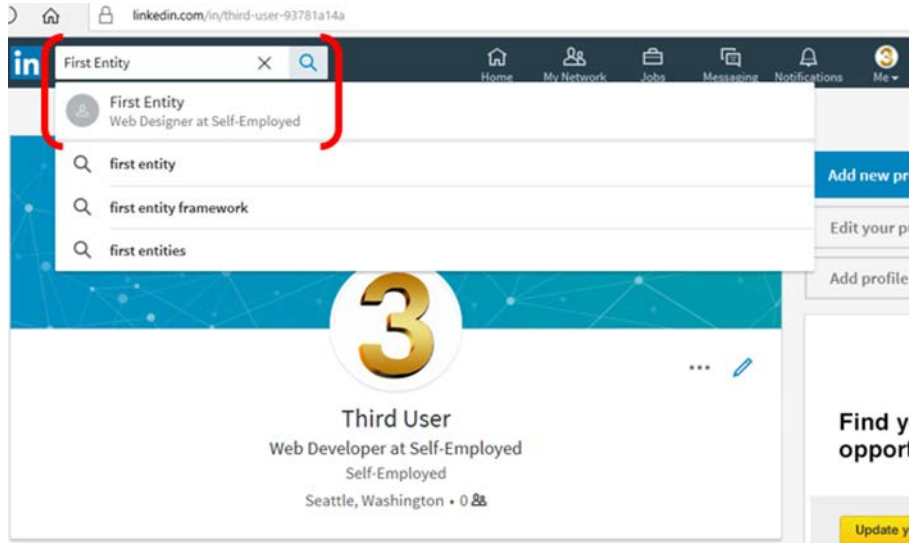 linkedin.com/in/third-user-93781a14a
in
First Entity
Home
My Network
Jobs
Messaging
Notifications
3
Me
First Entity
Web Designer at Self-Employed
first entity
first entity framework
first entities
Add new pr
Edit your p
Add profile
3
Third User
Web Developer at Self-Employed
Self-Employed
Seattle, Washington • 0
Find y
opport
Update y